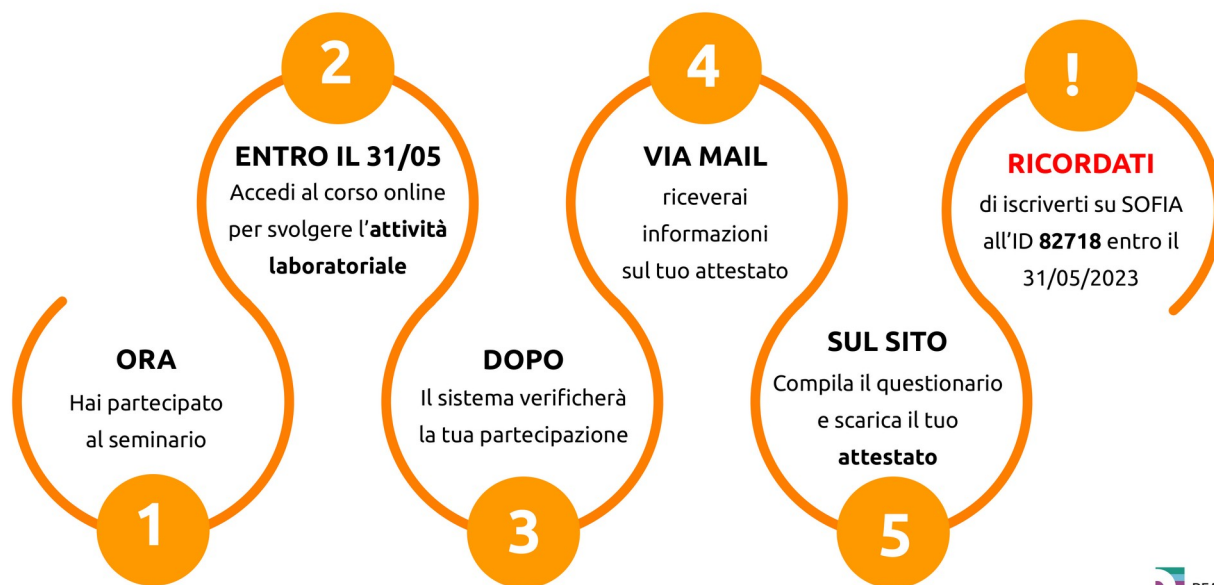 1
ORA
Hai partecipato
al seminario
2
ENTRO IL 31/05
Accedi al corso online
per svolgere l'attività
laboratoriale
3
DOPO
Il sistema verificherà
la tua partecipazione
4
VIA MAIL
riceverai
informazioni
sul tuo attestato
5
SUL SITO
Compila il questionario
e scarica il tuo
attestato
!
RICORDATI
di iscriverti su SOFIA
all'ID 82718 entro il
31/05/2023